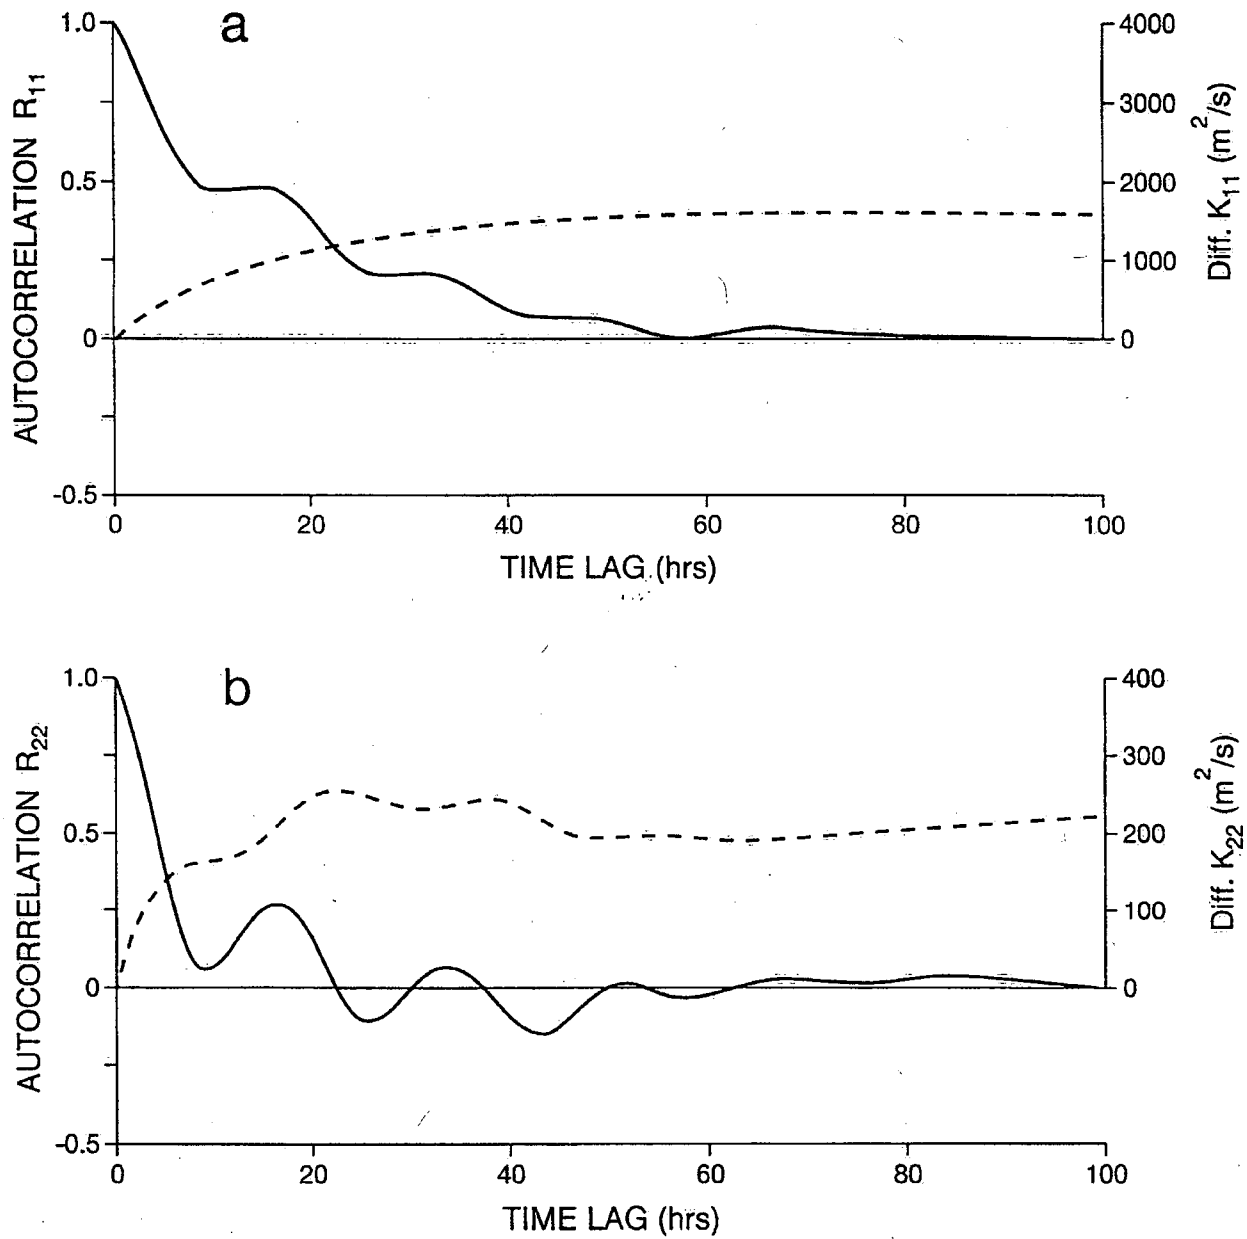 a
1.0
0.5
0
-0.5
AUTOCORRELATION R11
4000
3000
2000
1000
0
Diff. K11 (m2/s)
0 20 40 60 80 100
TIME LAG (hrs)
b
1.0
0.5
0
-0.5
AUTOCORRELATION R22
400
300
200
100
0
Diff. K22 (m2/s)
0 20 40 60 80 100
TIME LAG (hrs)